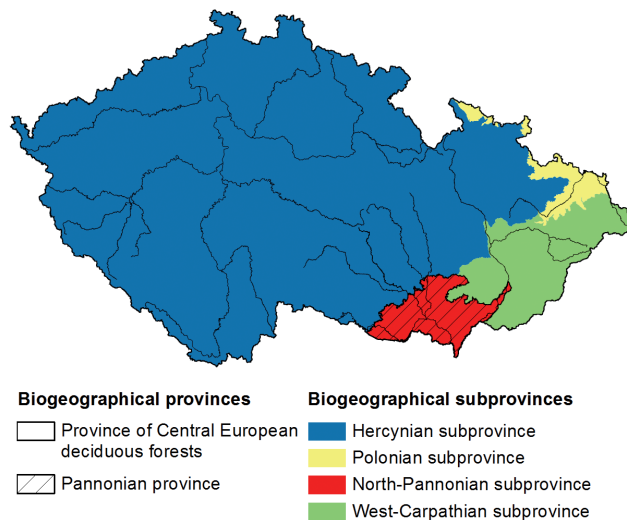 Biogeographical provinces
Province of Central European
deciduous forests
Pannonian province
Biogeographical subprovinces
Hercynian subprovince
Polonian subprovince
North-Pannonian subprovince
West-Carpathian subprovince